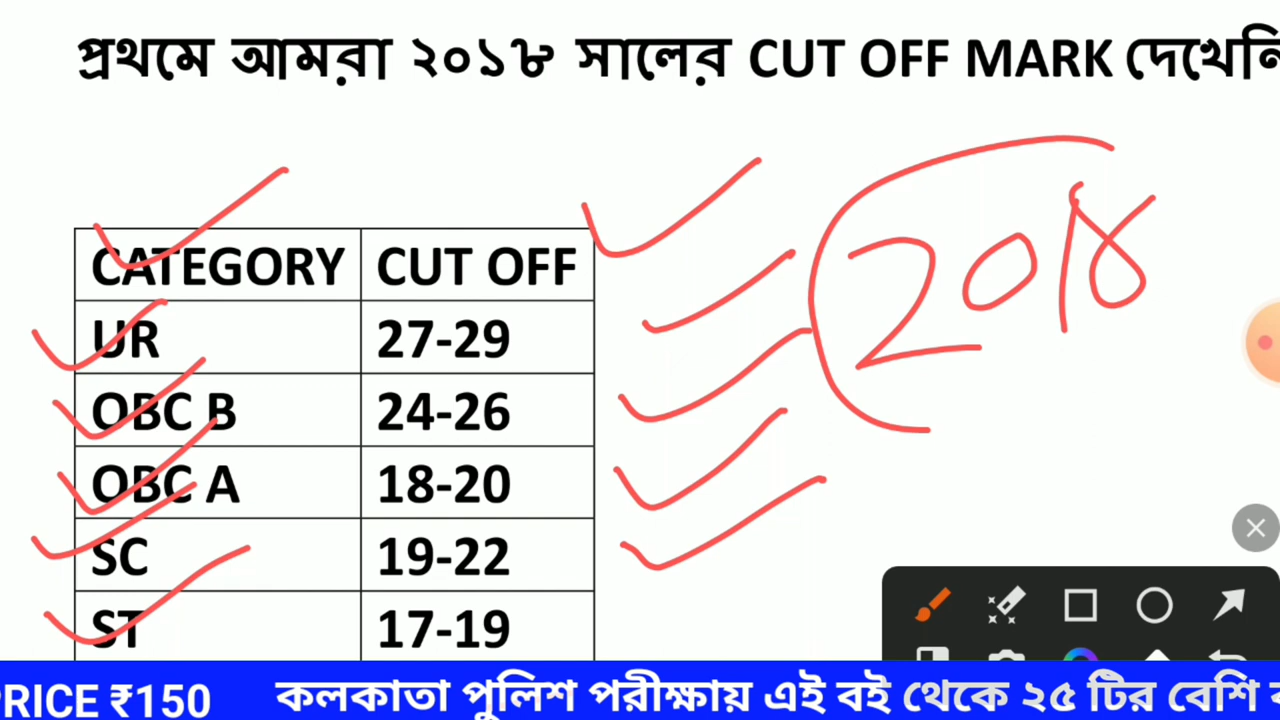 প্রথমে আমরা ২০১৮ সালের CUT OFF MARK দেখেনি
2018
CATEGORY CUT OFF
UR 27-29
OBC B 24-26
OBC A 18-20
SC 19-22
ST 17-19
PRICE ₹150 কলকাতা পুলিশ পরীক্ষায় এই বই থেকে ২৫ টির বেশি